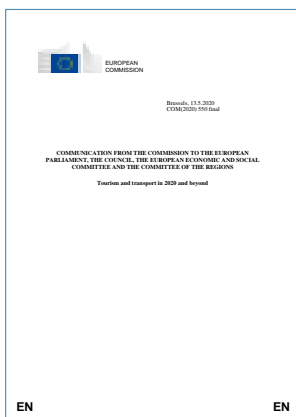 EUROPEAN
COMMISSION
Brussels, 13.5.2020
COM(2020) 550 final
COMMUNICATION FROM THE COMMISSION TO THE EUROPEAN
PARLIAMENT, THE COUNCIL, THE EUROPEAN ECONOMIC AND SOCIAL
COMMITTEE AND THE COMMITTEE OF THE REGIONS
Tourism and transport in 2020 and beyond
EN EN